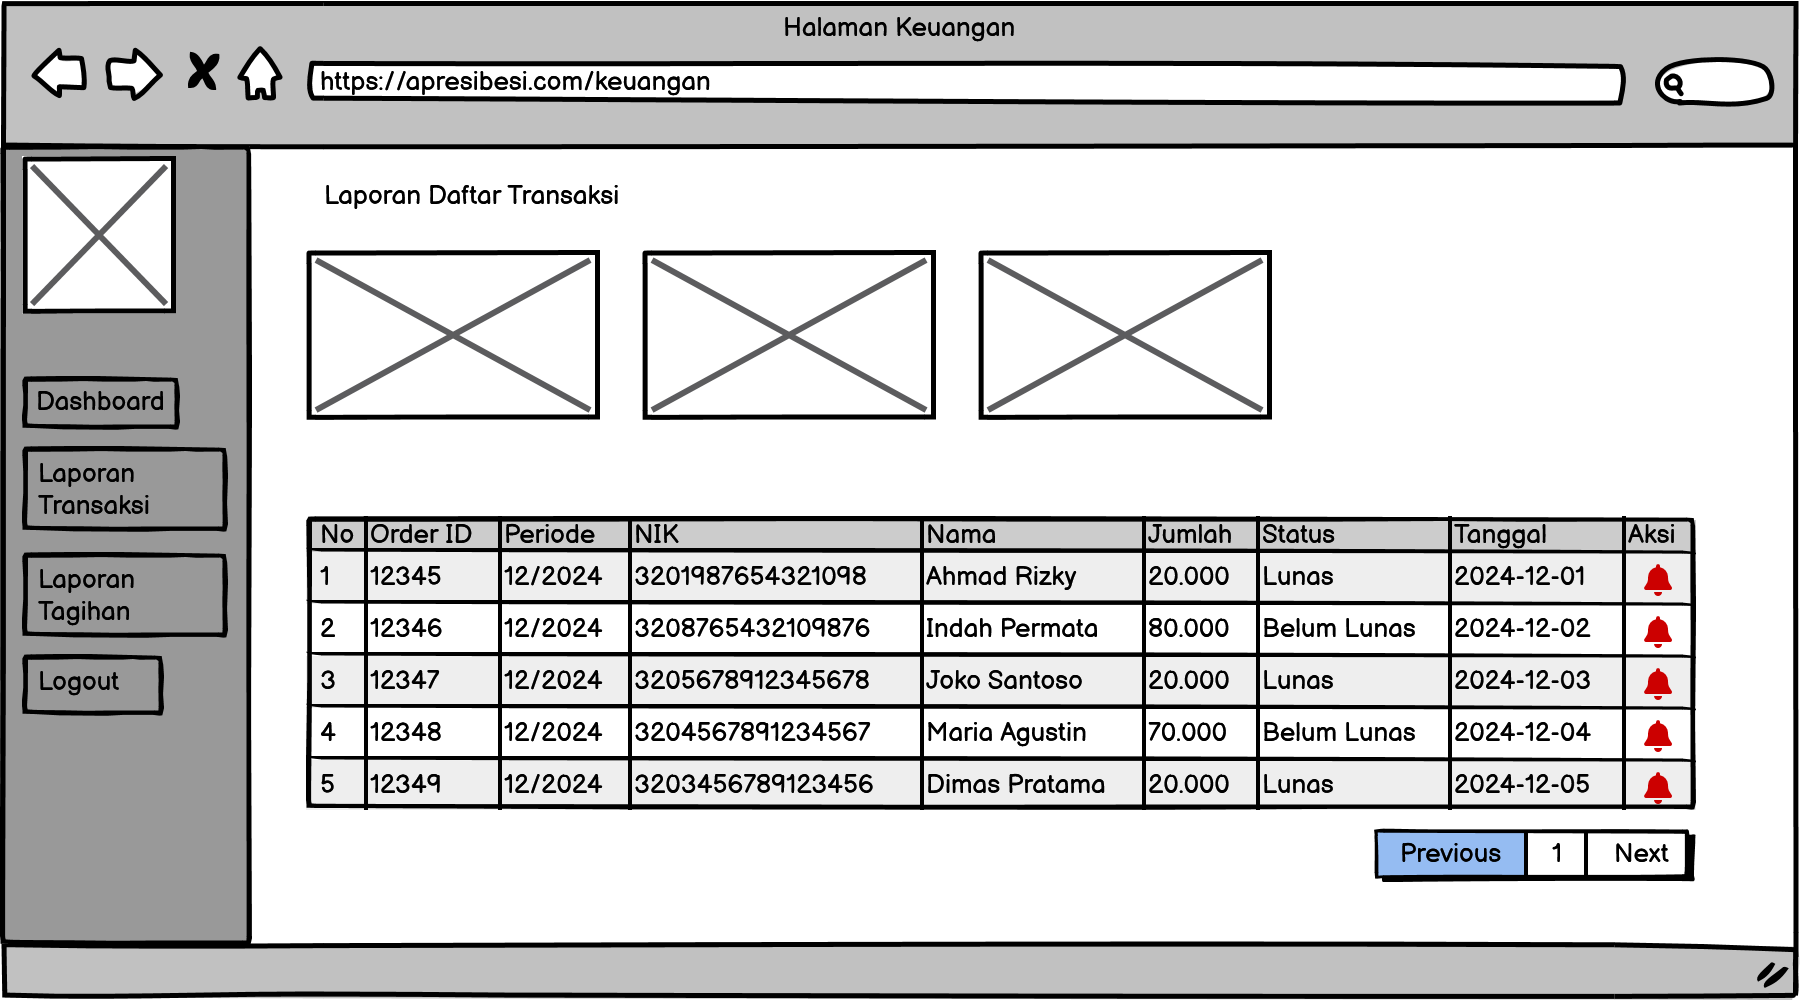 Halaman Keuangan
https://apresibesi.com/keuangan
Laporan Daftar Transaksi
Dashboard
Laporan
Transaksi
Laporan
Tagihan
Logout
No Order ID Periode NIK Nama Jumlah Status Tanggal Aksi
1 12345 12/2024 3201987654321098 Ahmad Rizky 20.000 Lunas 2024-12-01
2 12346 12/2024 3208765432109876 Indah Permata 80.000 Belum Lunas 2024-12-02
3 12347 12/2024 3205678912345678 Joko Santoso 20.000 Lunas 2024-12-03
4 12348 12/2024 3204567891234567 Maria Agustin 70.000 Belum Lunas 2024-12-04
5 12349 12/2024 3203456789123456 Dimas Pratama 20.000 Lunas 2024-12-05
Previous 1 Next